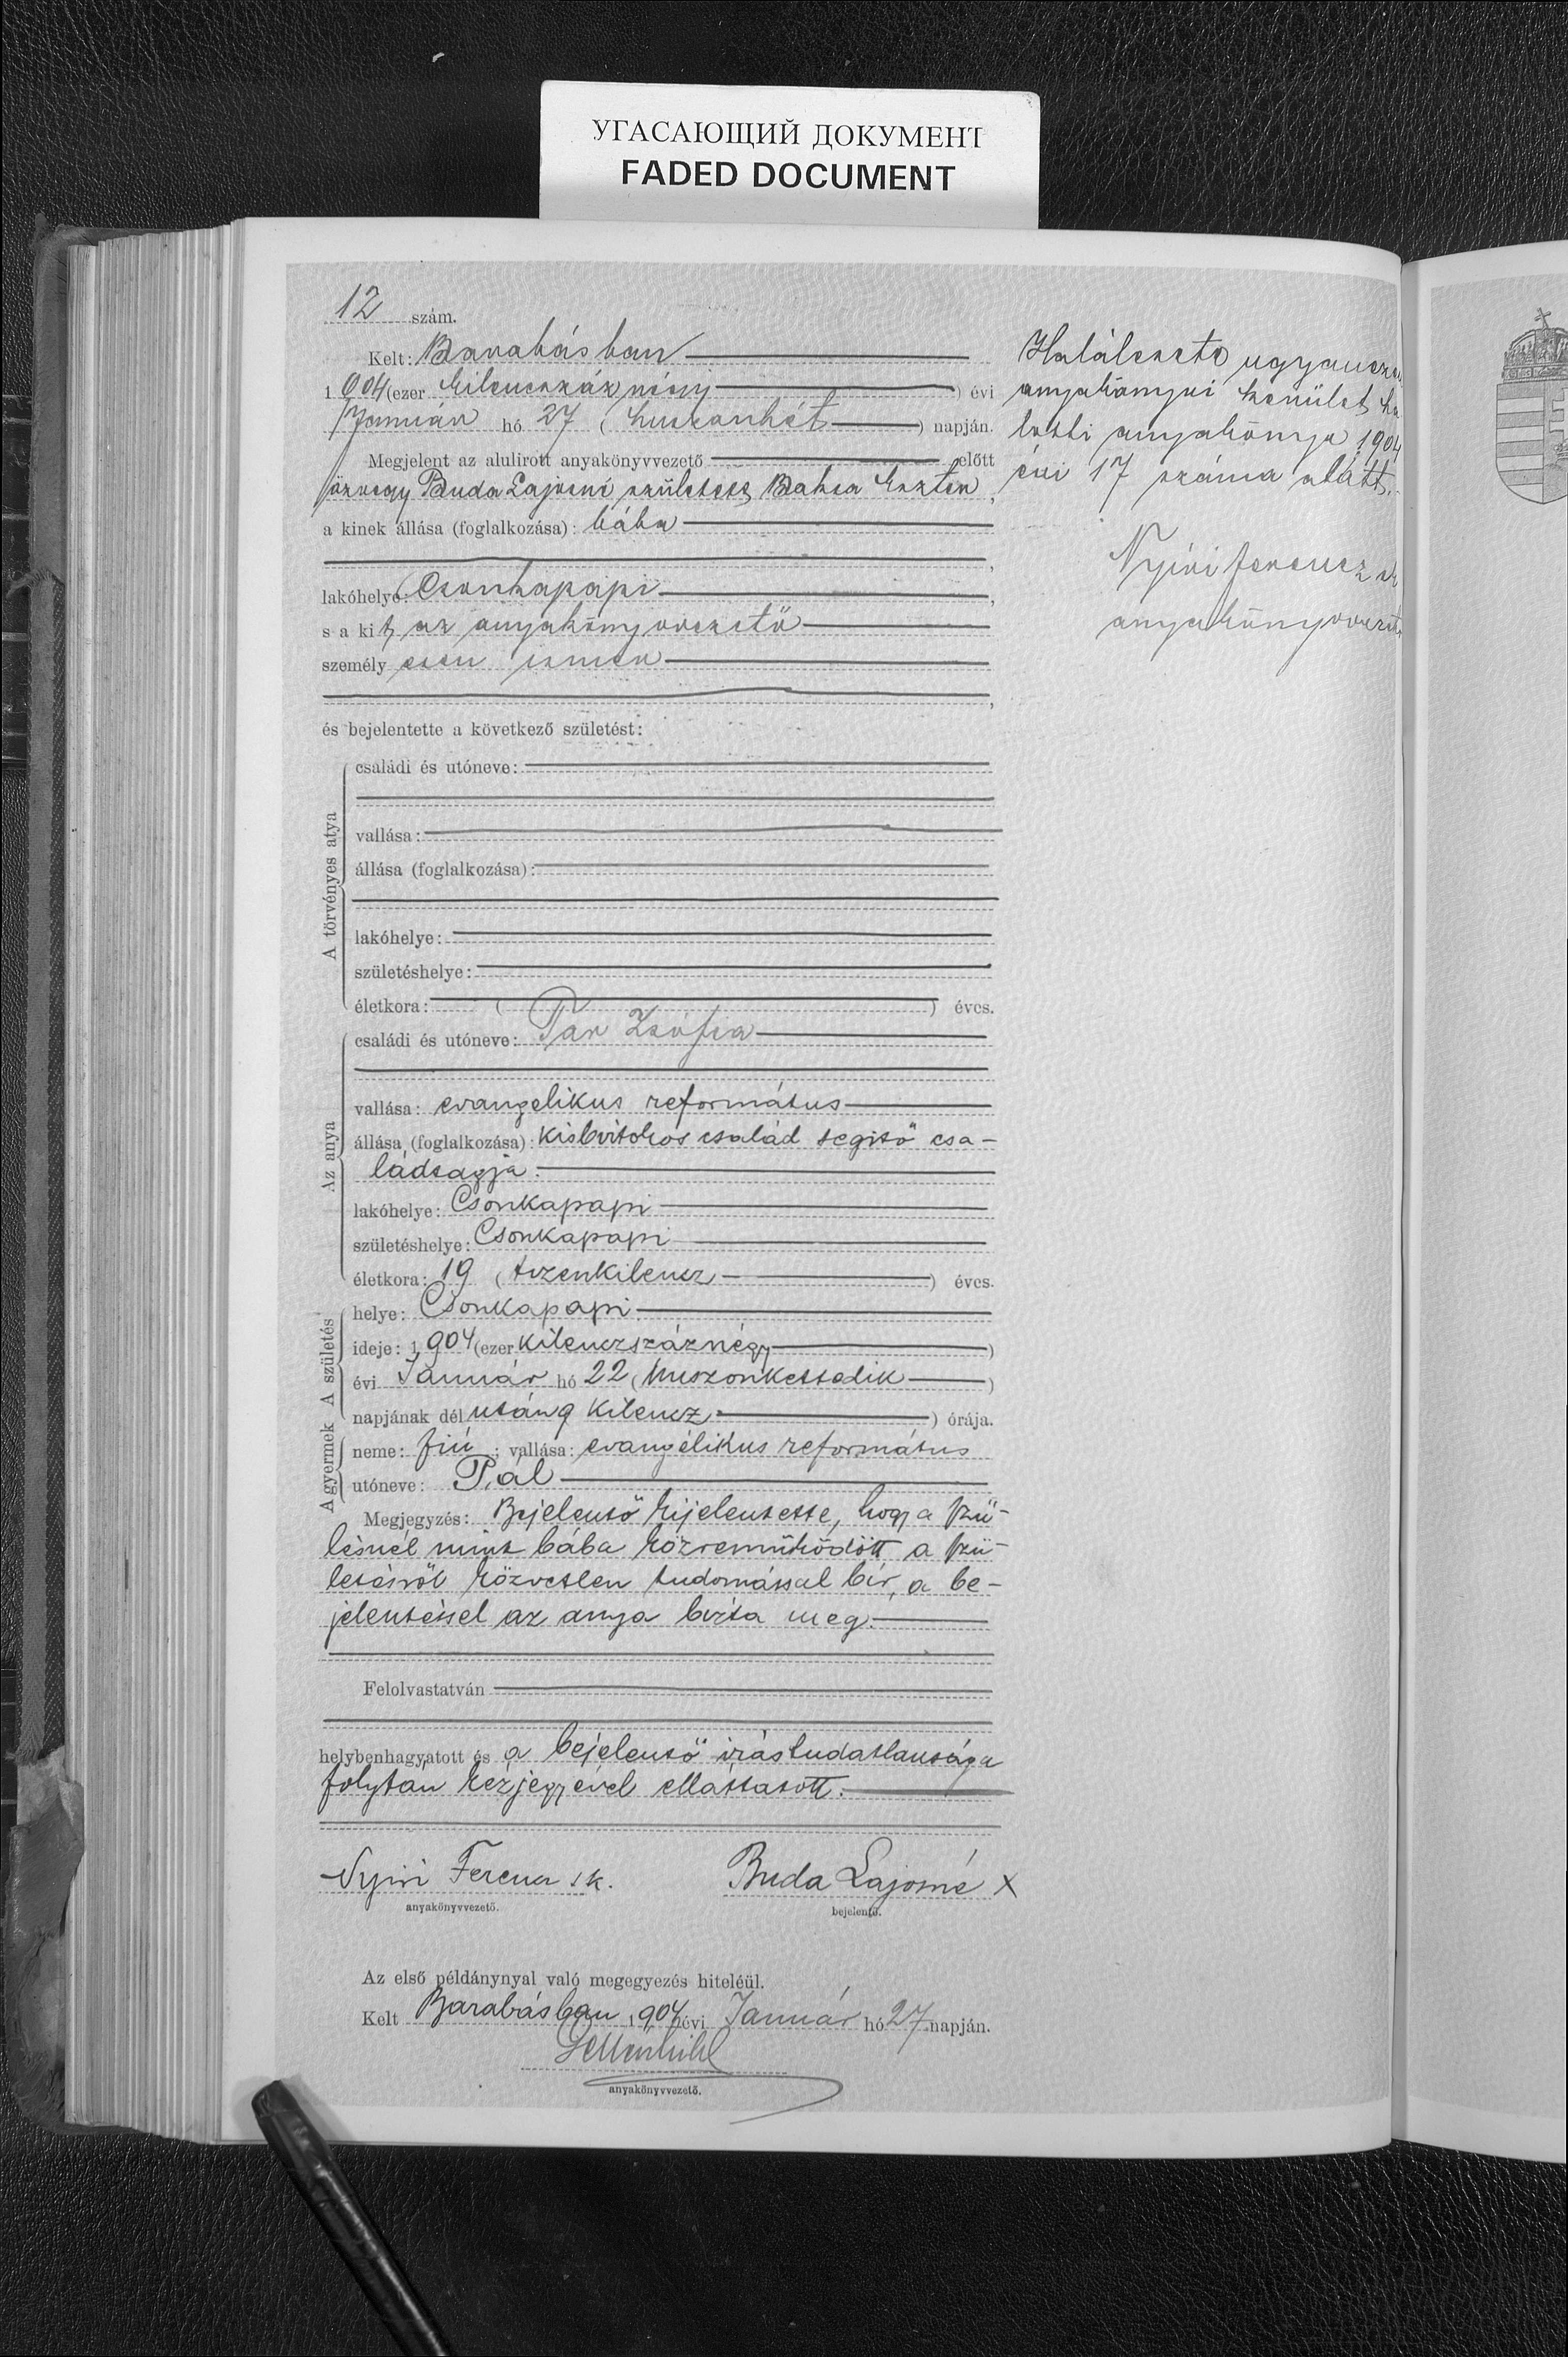 УГАСАЮЩИЙ ДОКУМЕНТ
FADED DOCUMENT
12 szám.
Kelt: Barabásban
1904 (ezer kilenczszáznégy) évi
Január hó 27 (huszonhét) napján.
Megjelent az alulirott anyakönyvvezető előtt
özvegy Buda Lajosné született Baksa Eszter,
a kinek állása (foglalkozása): bába
lakóhelye: Csonkapapi,
s a kit az anyakönyvvezető
személyesen ismer
és bejelentette a következő születést:
A törvényes atya
családi és utóneve:
vallása:
állása (foglalkozása):
lakóhelye:
születéshelye:
életkora: ( ) éves.
Az anya
családi és utóneve: Par Zsófia
vallása: evangelikus református
állása (foglalkozása): kisbirtokos család segitő csa-
ládtagja.
lakóhelye: Csonkapapi
születéshelye: Csonkapapi
életkora: 19 (tizenkilencz) éves.
A gyermek A születés
helye: Csonkapapi.
ideje: 1904 (ezer kilenczszáznégy)
évi Január hó 22 (huszonkettedik)
napjának dél után 9 kilencz) órája.
neme: fiú; vallása: evangélikus református
utóneve: Pál
Megjegyzés: Bejelentő kijelentette, hogy a szü-
lésnél mint bába közreműködött a szü-
letésről közvetlen tudomással bir, a be-
jelentéssel az anya bizta meg.
Felolvastatván
helybenhagyatott és a bejelentő irástudatlansága
folytán kézjegyével elláttatott.
Nyiri Ferencz s k.
anyakönyvvezető.
Buda Lajosné X
bejelentő.
Az első példánynyal való megegyezés hiteléül.
Kelt Barabásban 1904 évi Január hó 27 napján.
anyakönyvvezető.
Halálesete ugyanezen
anyakönyvi kerület ha
lotti anyakönyve 1904
évi 17 száma alatt.
Nyiri Ferencz sk
anyakönyvvezető